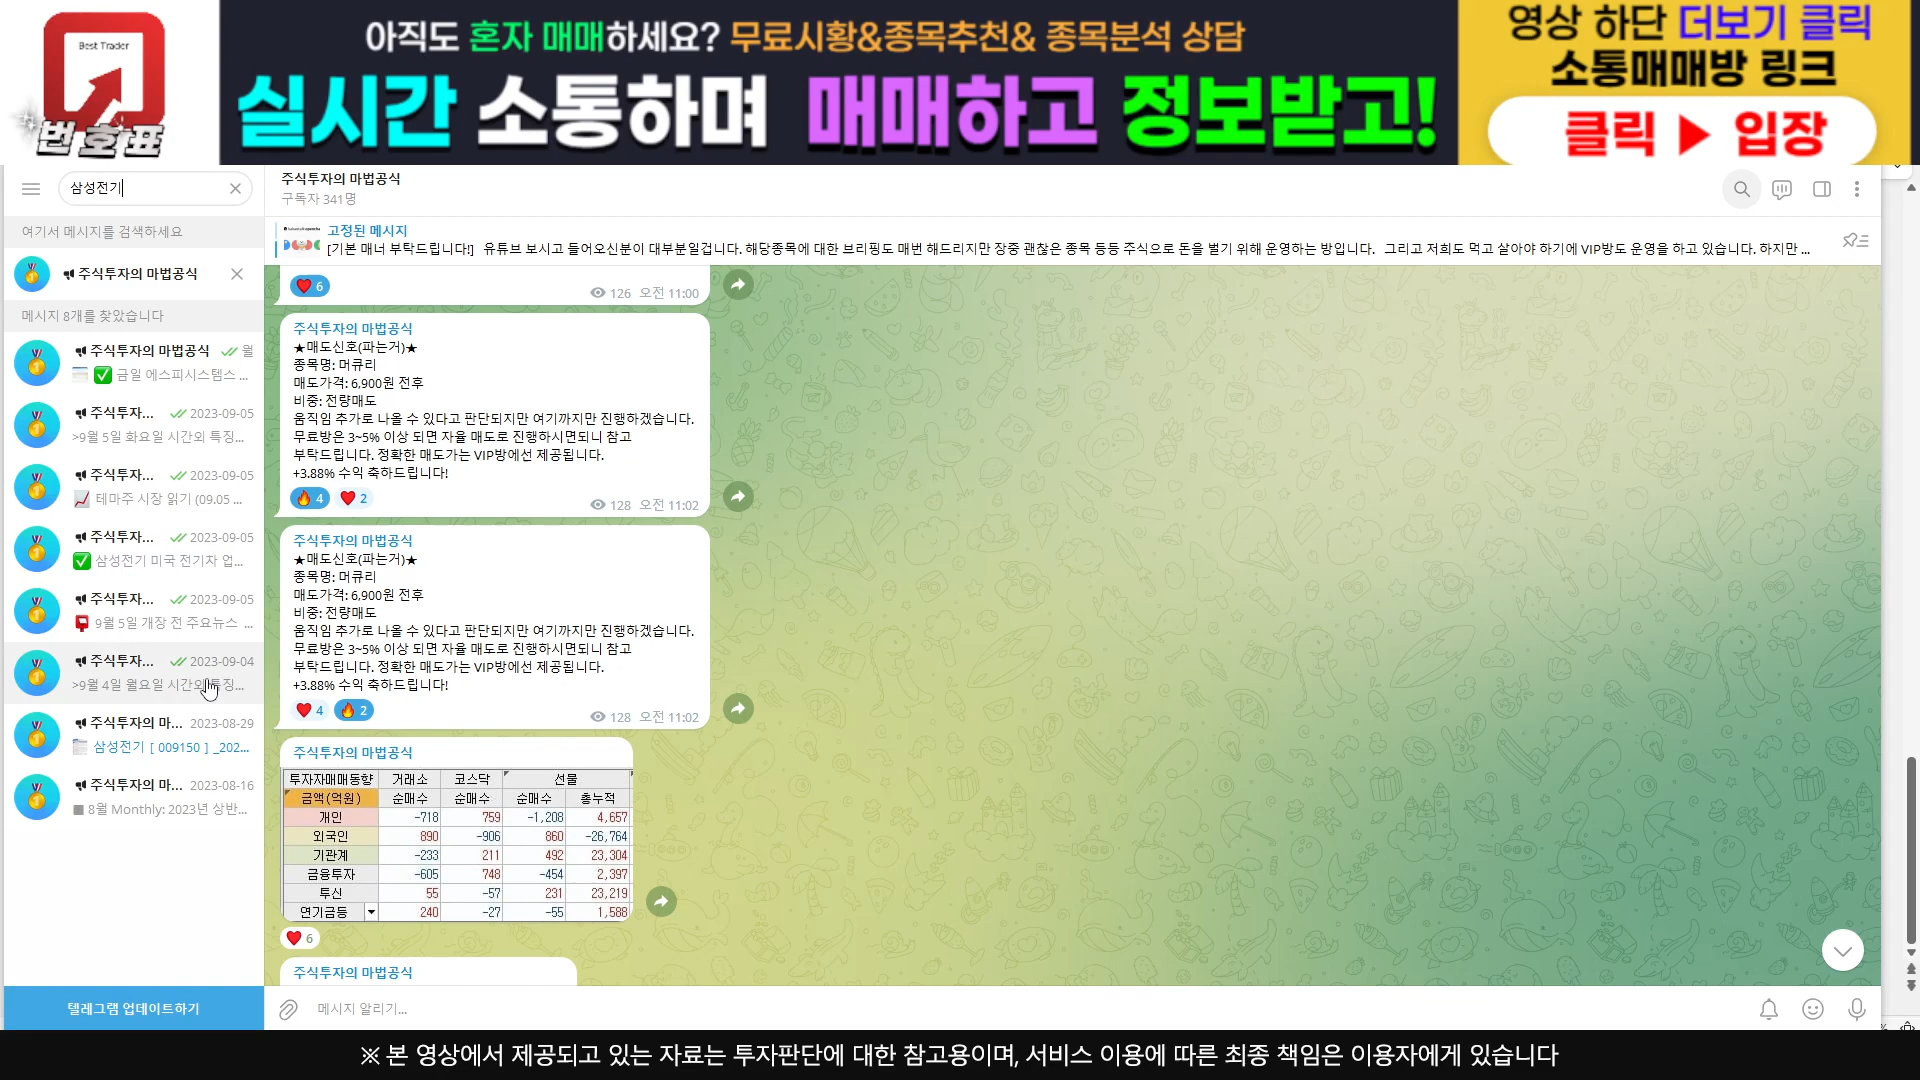 Best Trader
번호표
아직도 혼자 매매하세요? 무료시황&종목추천& 종목분석 상담
실시간 소통하며 매매하고 정보받고!
영상 하단 더보기 클릭
소통매매방 링크
클릭 ▶ 입장
삼성전기
여기서 메시지를 검색하세요
주식투자의 마법공식
메시지 8개를 찾았습니다
주식투자의 마법공식 월
✅ 금일 에스피시스템스 ...
주식투자... 2023-09-05
>9월 5일 화요일 시간외 특징...
주식투자... 2023-09-05
테마주 시장 읽기 (09.05 ...
주식투자... 2023-09-05
✅ 삼성전기 미국 전기차 업...
주식투자... 2023-09-05
9월 5일 개장 전 주요뉴스 ...
주식투자... 2023-09-04
>9월 4일 월요일 시간외 특징...
주식투자의 마... 2023-08-29
삼성전기 [ 009150 ] _202...
주식투자의 마... 2023-08-16
■ 8월 Monthly: 2023년 상반...
텔레그램 업데이트하기
주식투자의 마법공식
구독자 341명
고정된 메시지
[기본 매너 부탁드립니다!] 유튜브 보시고 들어오신분이 대부분일겁니다. 해당종목에 대한 브리핑도 매번 해드리지만 장중 괜찮은 종목 등등 주식으로 돈을 벌기 위해 운영하는 방입니다. 그리고 저희도 먹고 살아야 하기에 VIP방도 운영을 하고 있습니다. 하지만 ...
❤️ 6 126 오전 11:00
주식투자의 마법공식
★매도신호(파는거)★
종목명: 머큐리
매도가격: 6,900원 전후
비중: 전량매도
움직임 추가로 나올 수 있다고 판단되지만 여기까지만 진행하겠습니다.
무료방은 3~5% 이상 되면 자율 매도로 진행하시면되니 참고
부탁드립니다. 정확한 매도가는 VIP방에선 제공됩니다.
+3.88% 수익 축하드립니다!
🔥 4 ❤️ 2 128 오전 11:02
주식투자의 마법공식
★매도신호(파는거)★
종목명: 머큐리
매도가격: 6,900원 전후
비중: 전량매도
움직임 추가로 나올 수 있다고 판단되지만 여기까지만 진행하겠습니다.
무료방은 3~5% 이상 되면 자율 매도로 진행하시면되니 참고
부탁드립니다. 정확한 매도가는 VIP방에선 제공됩니다.
+3.88% 수익 축하드립니다!
❤️ 4 🔥 2 128 오전 11:02
주식투자의 마법공식
투자자매매동향 거래소 코스닥 선물
금액(억원) 순매수 순매수 순매수 총누적
개인 -718 759 -1,208 4,657
외국인 890 -906 860 -26,764
기관계 -233 211 492 23,304
금융투자 -605 748 -454 2,397
투신 55 -57 231 23,219
연기금등 240 -27 -55 1,588
❤️ 6
주식투자의 마법공식
메시지 알리기...
※ 본 영상에서 제공되고 있는 자료는 투자판단에 대한 참고용이며, 서비스 이용에 따른 최종 책임은 이용자에게 있습니다